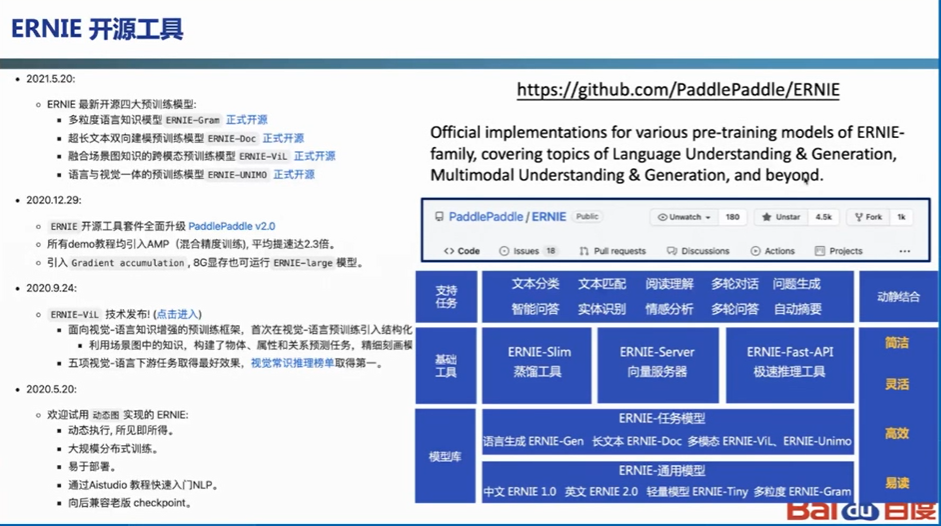 ERNIE 开源工具
2021.5.20:
ERNIE 最新开源四大预训练模型:
多粒度语言知识模型 ERNIE-Gram 正式开源
超长文本双向建模预训练模型 ERNIE-Doc 正式开源
融合场景图知识的跨模态预训练模型 ERNIE-ViL 正式开源
语言与视觉一体的预训练模型 ERNIE-UNIMO 正式开源
2020.12.29:
ERNIE 开源工具套件全面升级 PaddlePaddle v2.0
所有demo教程均引入AMP（混合精度训练), 平均提速达2.3倍。
引入 Gradient accumulation , 8G显存也可运行 ERNIE-large 模型。
2020.9.24:
ERNIE-ViL 技术发布! (点击进入)
面向视觉-语言知识增强的预训练框架，首次在视觉-语言预训练引入结构化
利用场景图中的知识，构建了物体、属性和关系预测任务，精细刻画模
五项视觉-语言下游任务取得最好效果，视觉常识推理榜单取得第一。
2020.5.20:
欢迎试用 动态图 实现的 ERNIE:
动态执行, 所见即所得。
大规模分布式训练。
易于部署。
通过Aistudio 教程快速入门NLP。
向后兼容老版 checkpoint。
https://github.com/PaddlePaddle/ERNIE
Official implementations for various pre-training models of ERNIE-
family, covering topics of Language Understanding & Generation,
Multimodal Understanding & Generation, and beyond.
PaddlePaddle / ERNIE Public
Unwatch 180 Unstar 4.5k Fork 1k
Code Issues 18 Pull requests Discussions Actions Projects ...
支持
任务
文本分类 文本匹配 阅读理解 多轮对话 问题生成
智能问答 实体识别 情感分析 多轮问答 自动摘要
动静结合
基础
工具
ERNIE-Slim
蒸馏工具
ERNIE-Server
向量服务器
ERNIE-Fast-API
极速推理工具
简洁
灵活
高效
易读
模型库
ERNIE-任务模型
语言生成 ERNIE-Gen 长文本 ERNIE-Doc 多模态 ERNIE-ViL、ERNIE-Unimo
ERNIE-通用模型
中文 ERNIE 1.0 英文 ERNIE 2.0 轻量模型 ERNIE-Tiny 多粒度 ERNIE-Gram
Bai du 百度